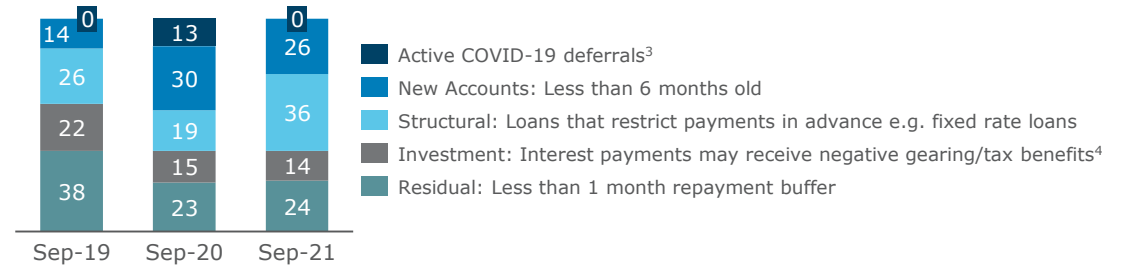 0
14
26
22
38
13
30
19
15
23
0
26
36
14
24
Sep-19 Sep-20 Sep-21
Active COVID-19 deferrals³
New Accounts: Less than 6 months old
Structural: Loans that restrict payments in advance e.g. fixed rate loans
Investment: Interest payments may receive negative gearing/tax benefits⁴
Residual: Less than 1 month repayment buffer